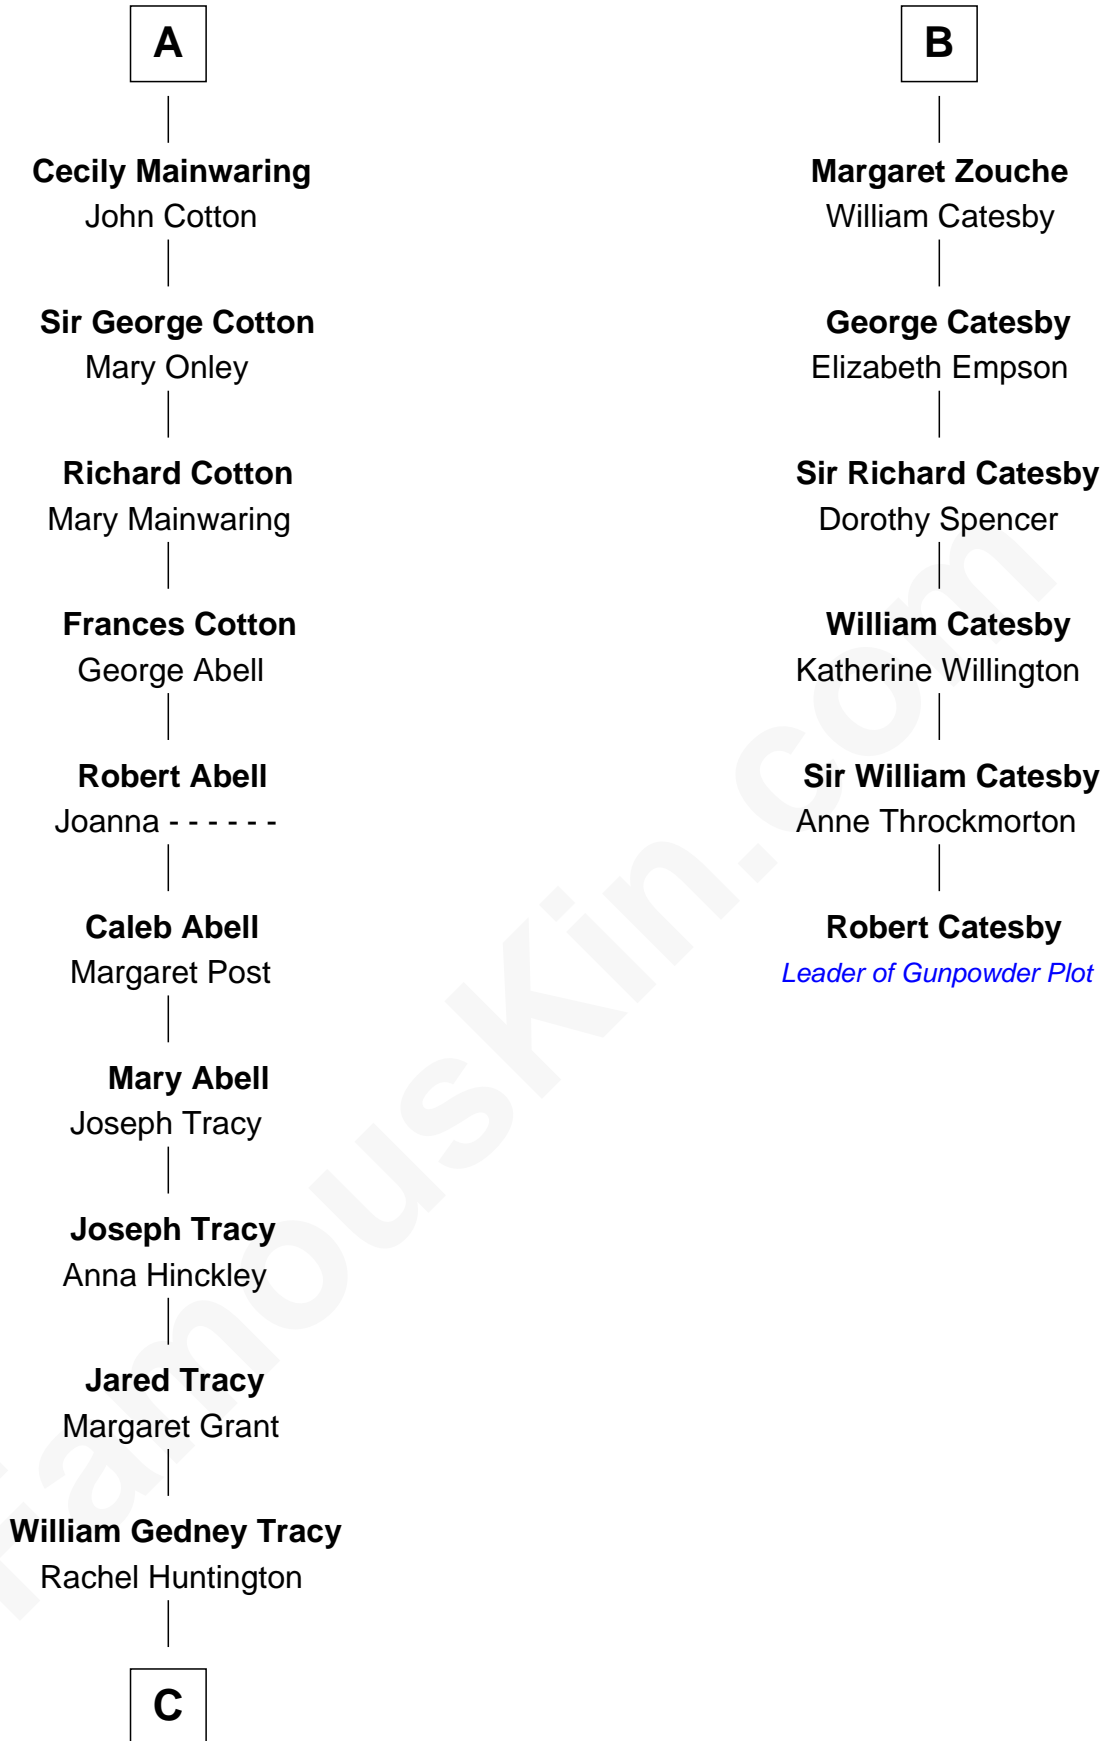 A
Cecily Mainwaring
John Cotton
Sir George Cotton
Mary Onley
Richard Cotton
Mary Mainwaring
Frances Cotton
George Abell
Robert Abell
Joanna - - - - - -
Caleb Abell
Margaret Post
Mary Abell
Joseph Tracy
Joseph Tracy
Anna Hinckley
Jared Tracy
Margaret Grant
William Gedney Tracy
Rachel Huntington
C
B
Margaret Zouche
William Catesby
George Catesby
Elizabeth Empson
Sir Richard Catesby
Dorothy Spencer
William Catesby
Katherine Willington
Sir William Catesby
Anne Throckmorton
Robert Catesby
Leader of Gunpowder Plot
FamousKin.com